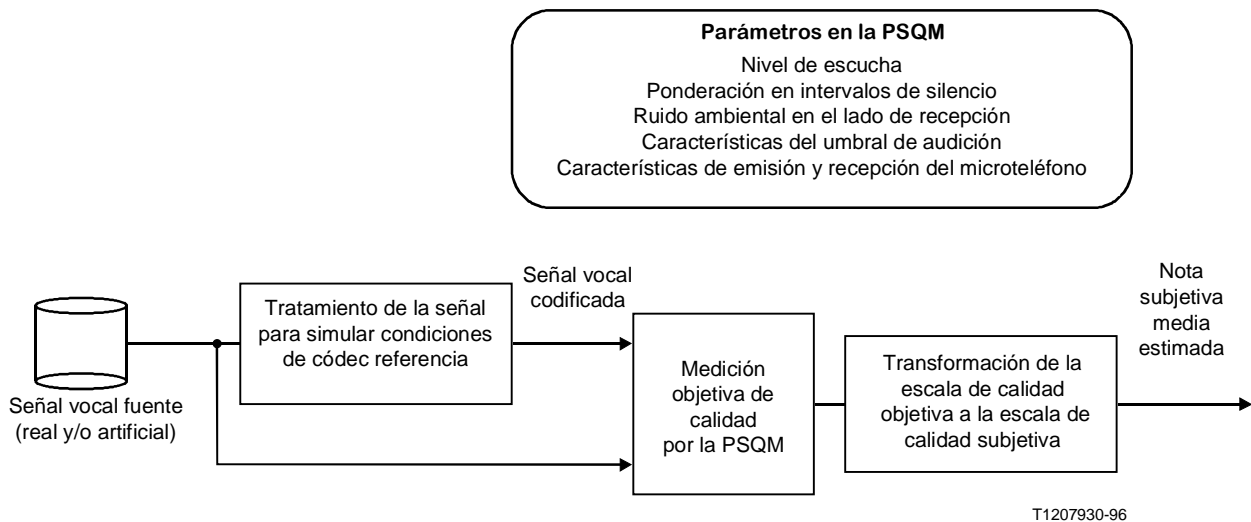 Parámetros en la PSQM
Nivel de escucha
Ponderación en intervalos de silencio
Ruido ambiental en el lado de recepción
Características del umbral de audición
Características de emisión y recepción del microteléfono
Señal vocal fuente
(real y/o artificial)
Tratamiento de la señal
para simular condiciones
de códec referencia
Señal vocal
codificada
Medición
objetiva de
calidad
por la PSQM
Transformación de la
escala de calidad
objetiva a la escala de
calidad subjetiva
Nota
subjetiva
media
estimada
T1207930-96